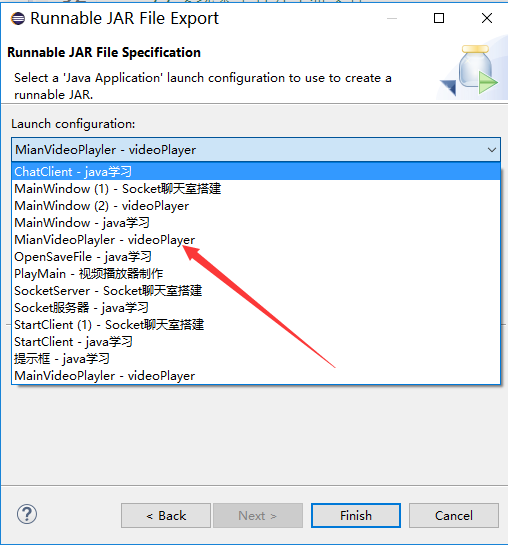 Runnable JAR File Export
Runnable JAR File Specification
Select a 'Java Application' launch configuration to use to create a
runnable JAR.
Launch configuration:
MianVideoPlayler - videoPlayer
ChatClient - java学习
MainWindow (1) - Socket聊天室搭建
MainWindow (2) - videoPlayer
MainWindow - java学习
MianVideoPlayler - videoPlayer
OpenSaveFile - java学习
PlayMain - 视频播放器制作
SocketServer - Socket聊天室搭建
Socket服务器 - java学习
StartClient (1) - Socket聊天室搭建
StartClient - java学习
提示框 - java学习
MainVideoPlayler - videoPlayer
? < Back Next > Finish Cancel